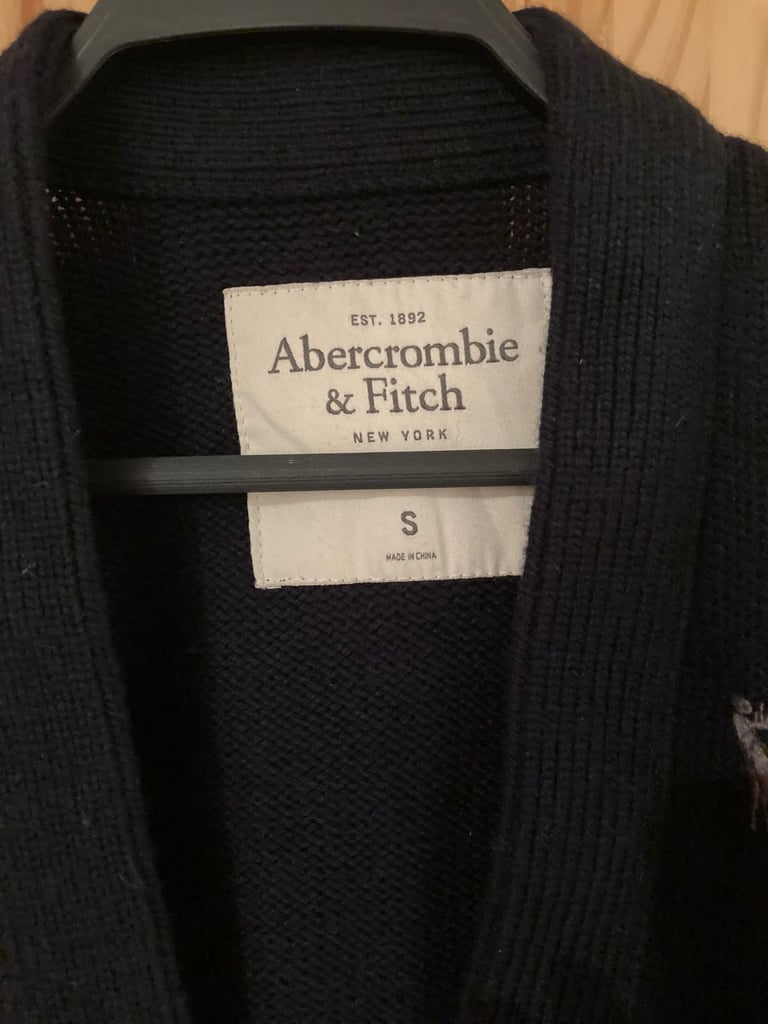 EST. 1892
Abercrombie
& Fitch
NEW YORK
S
MADE IN CHINA